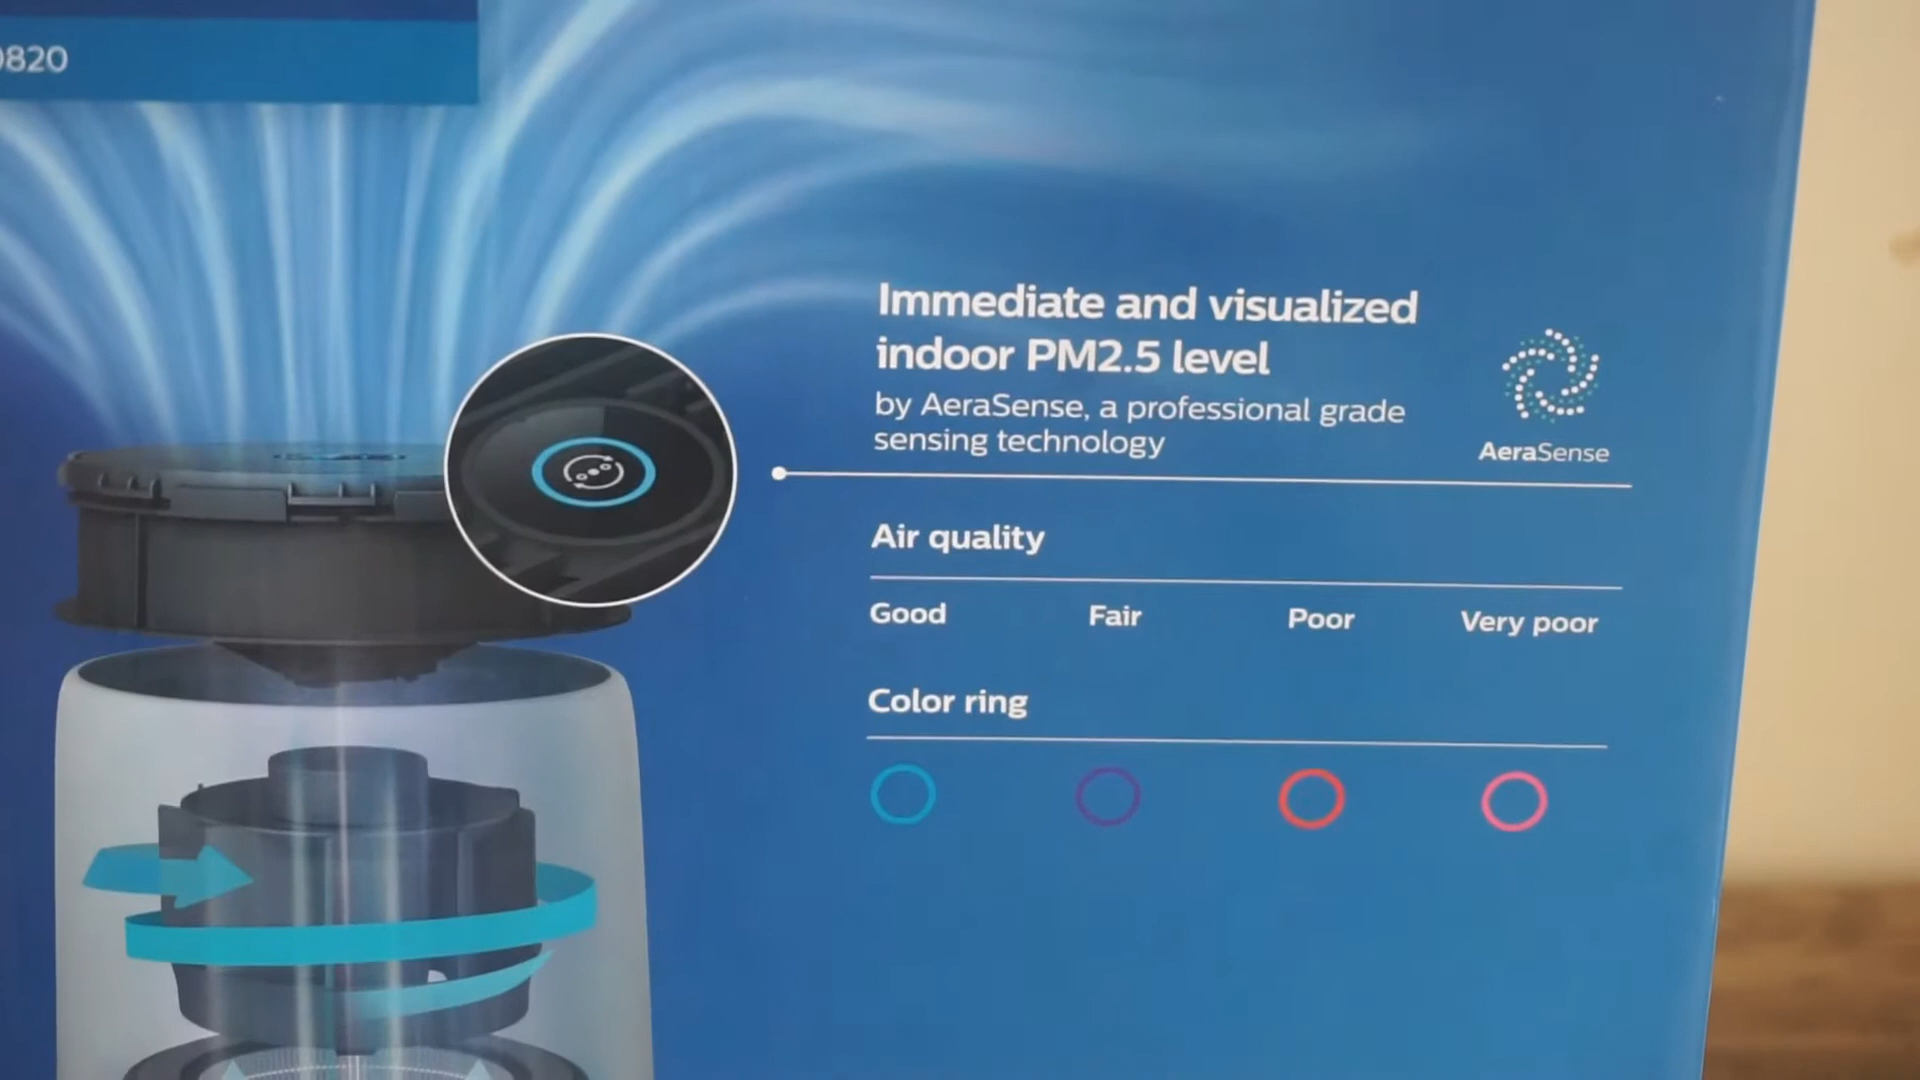 0820
Immediate and visualized
indoor PM2.5 level
by AeraSense, a professional grade
sensing technology
AeraSense
Air quality
Good Fair Poor Very poor
Color ring